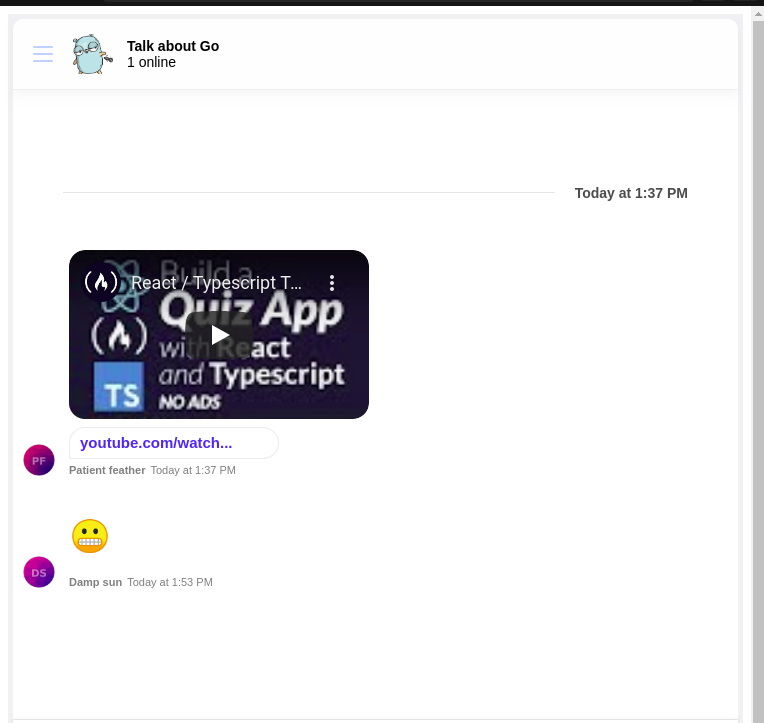 Talk about Go
1 online
Today at 1:37 PM
React / Typescript T...
Build a
Quiz App
with React
and Typescript
TS
NO ADS
youtube.com/watch...
PF
Patient feather Today at 1:37 PM
DS
Damp sun Today at 1:53 PM